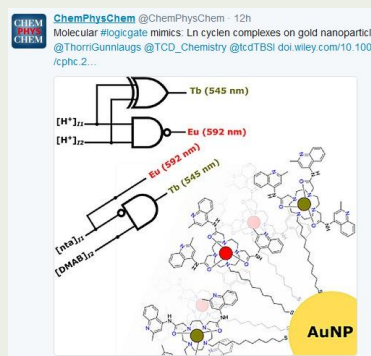 CHEM
PHYS
CHEM
ChemPhysChem @ChemPhysChem · 12h
Molecular #logicgate mimics: Ln cyclen complexes on gold nanoparticl
@ThorriGunnlaugs @TCD_Chemistry @tcdTBSI doi.wiley.com/10.100
/cphc.2…
Tb (545 nm)
[H⁺]I1
[H⁺]I2
Eu (592 nm)
Eu (592 nm)
Tb (545 nm)
[nta]I1
[DMAB]I2
AuNP